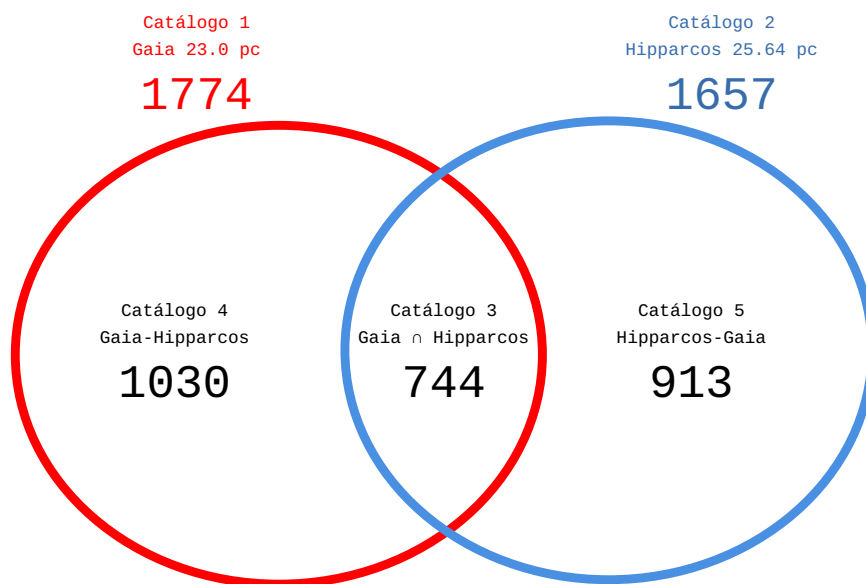 Catálogo 1
Gaia 23.0 pc
1774
Catálogo 2
Hipparcos 25.64 pc
1657
Catálogo 4
Gaia-Hipparcos
1030
Catálogo 3
Gaia ∩ Hipparcos
744
Catálogo 5
Hipparcos-Gaia
913